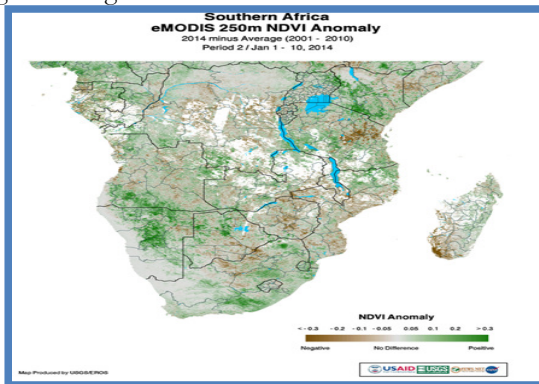 Southern Africa
eMODIS 250m NDVI Anomaly
2014 minus Average (2001 - 2010)
Period 2 / Jan 1 - 10, 2014
NDVI Anomaly
< -0.3 -0.2 -0.1 -0.05 0.05 0.1 0.2 > 0.3
Negative No Difference Positive
Map Produced by USGS/EROS
USAID USGS